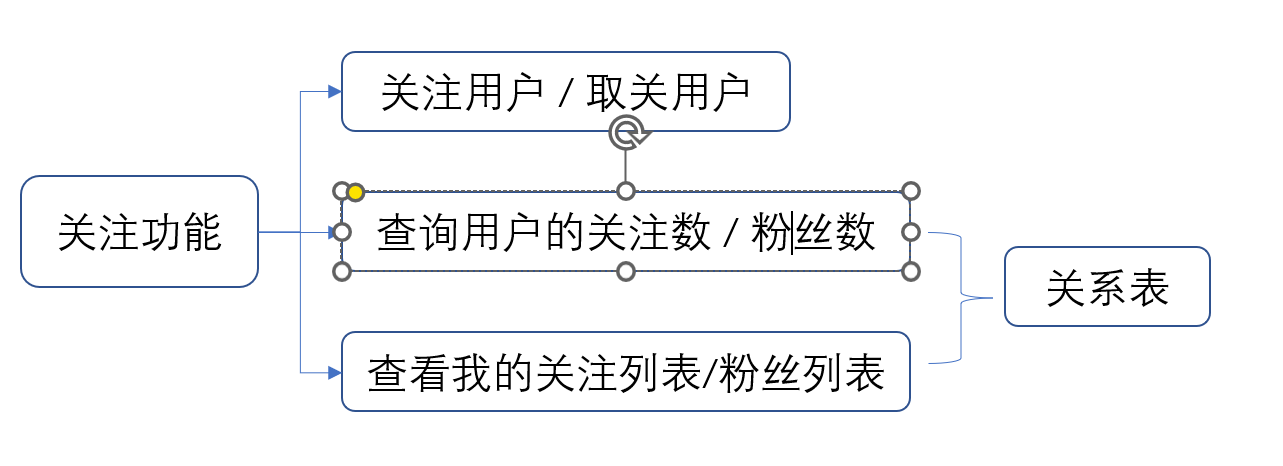 关注用户 / 取关用户
关注功能
查询用户的关注数 / 粉丝数
关系表
查看我的关注列表/粉丝列表